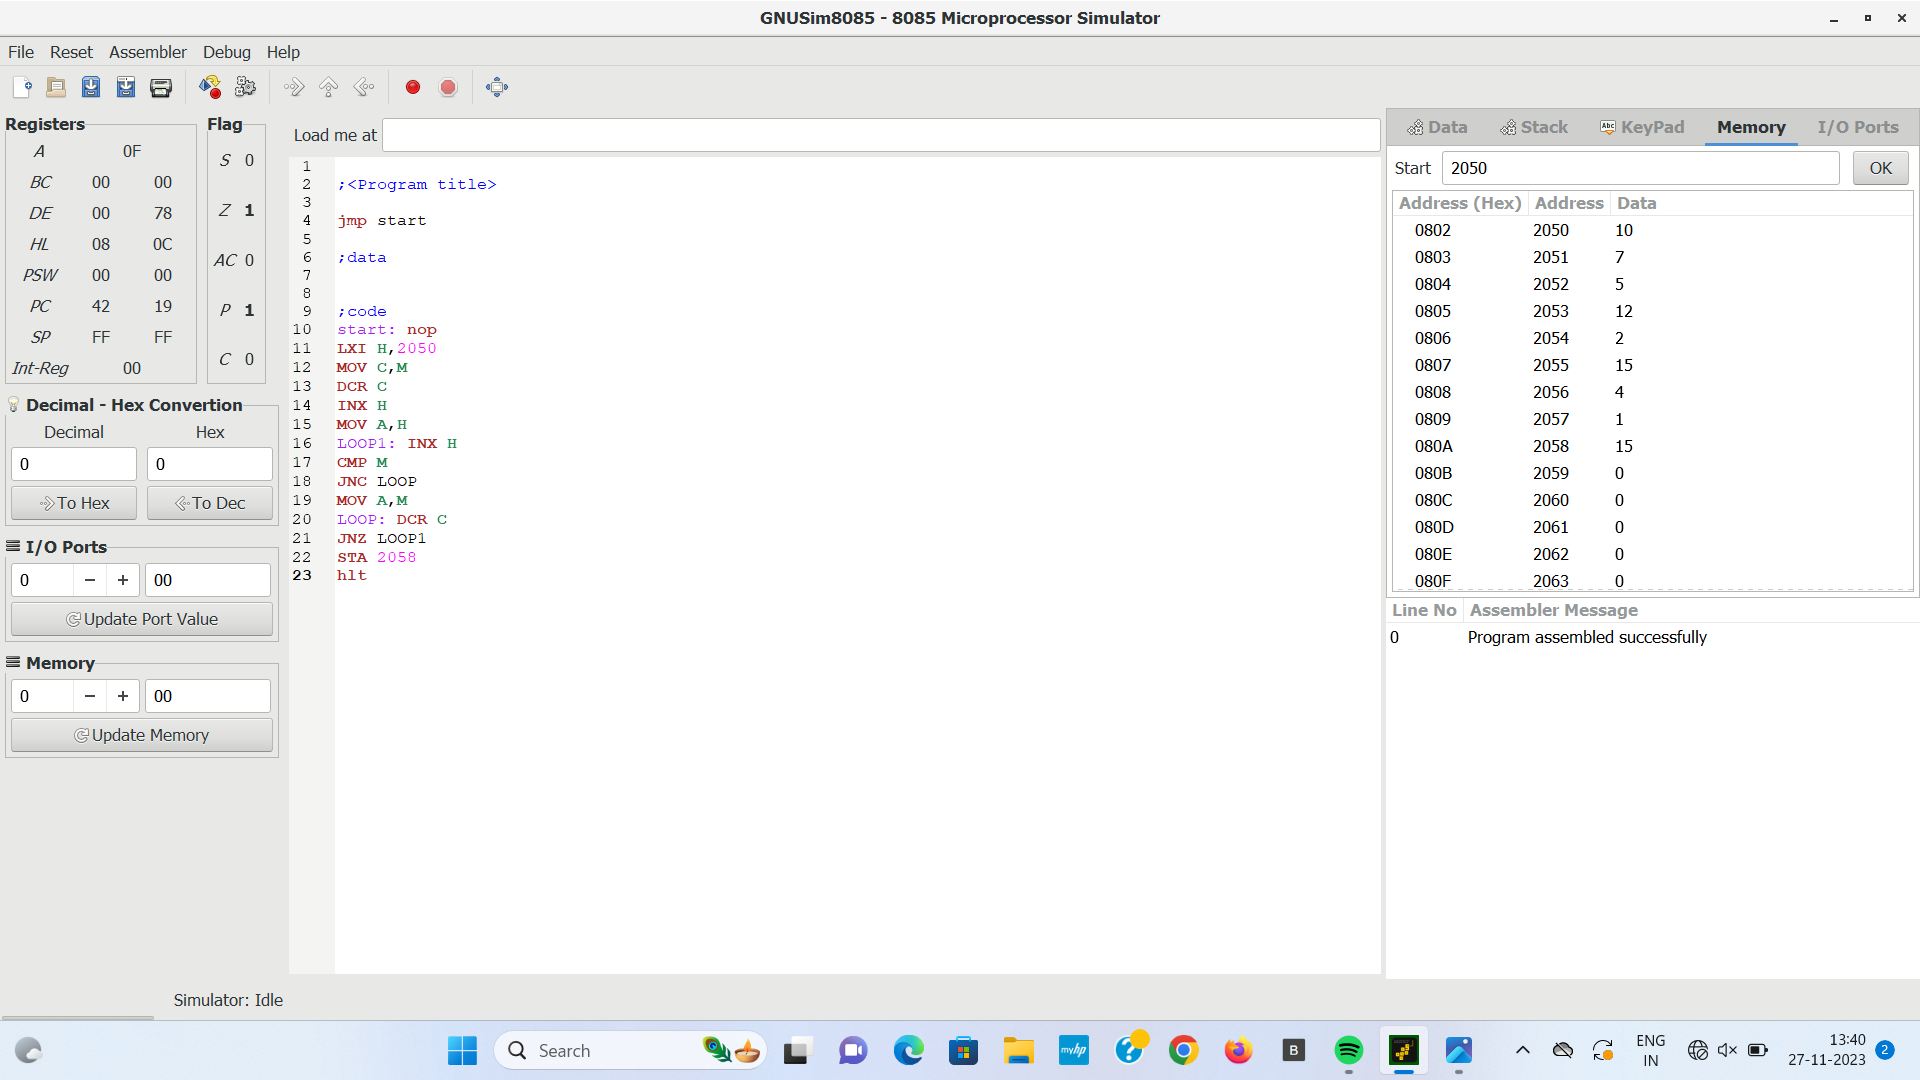 GNUSim8085 - 8085 Microprocessor Simulator
File Reset Assembler Debug Help
Registers
A 0F
BC 00 00
DE 00 78
HL 08 0C
PSW 00 00
PC 42 19
SP FF FF
Int-Reg 00
Flag
S 0
Z 1
AC 0
P 1
C 0
Decimal - Hex Convertion
Decimal Hex
0 0
To Hex To Dec
I/O Ports
0 − + 00
Update Port Value
Memory
0 − + 00
Update Memory
Load me at
1
2 ;<Program title>
3
4 jmp start
5
6 ;data
7
8
9 ;code
10 start: nop
11 LXI H,2050
12 MOV C,M
13 DCR C
14 INX H
15 MOV A,H
16 LOOP1: INX H
17 CMP M
18 JNC LOOP
19 MOV A,M
20 LOOP: DCR C
21 JNZ LOOP1
22 STA 2058
23 hlt
Data Stack Abc KeyPad Memory I/O Ports
Start 2050 OK
Address (Hex) Address Data
0802 2050 10
0803 2051 7
0804 2052 5
0805 2053 12
0806 2054 2
0807 2055 15
0808 2056 4
0809 2057 1
080A 2058 15
080B 2059 0
080C 2060 0
080D 2061 0
080E 2062 0
080F 2063 0
Line No Assembler Message
0 Program assembled successfully
Simulator: Idle
Search
myhp
B
ENG
IN
13:40
27-11-2023
2